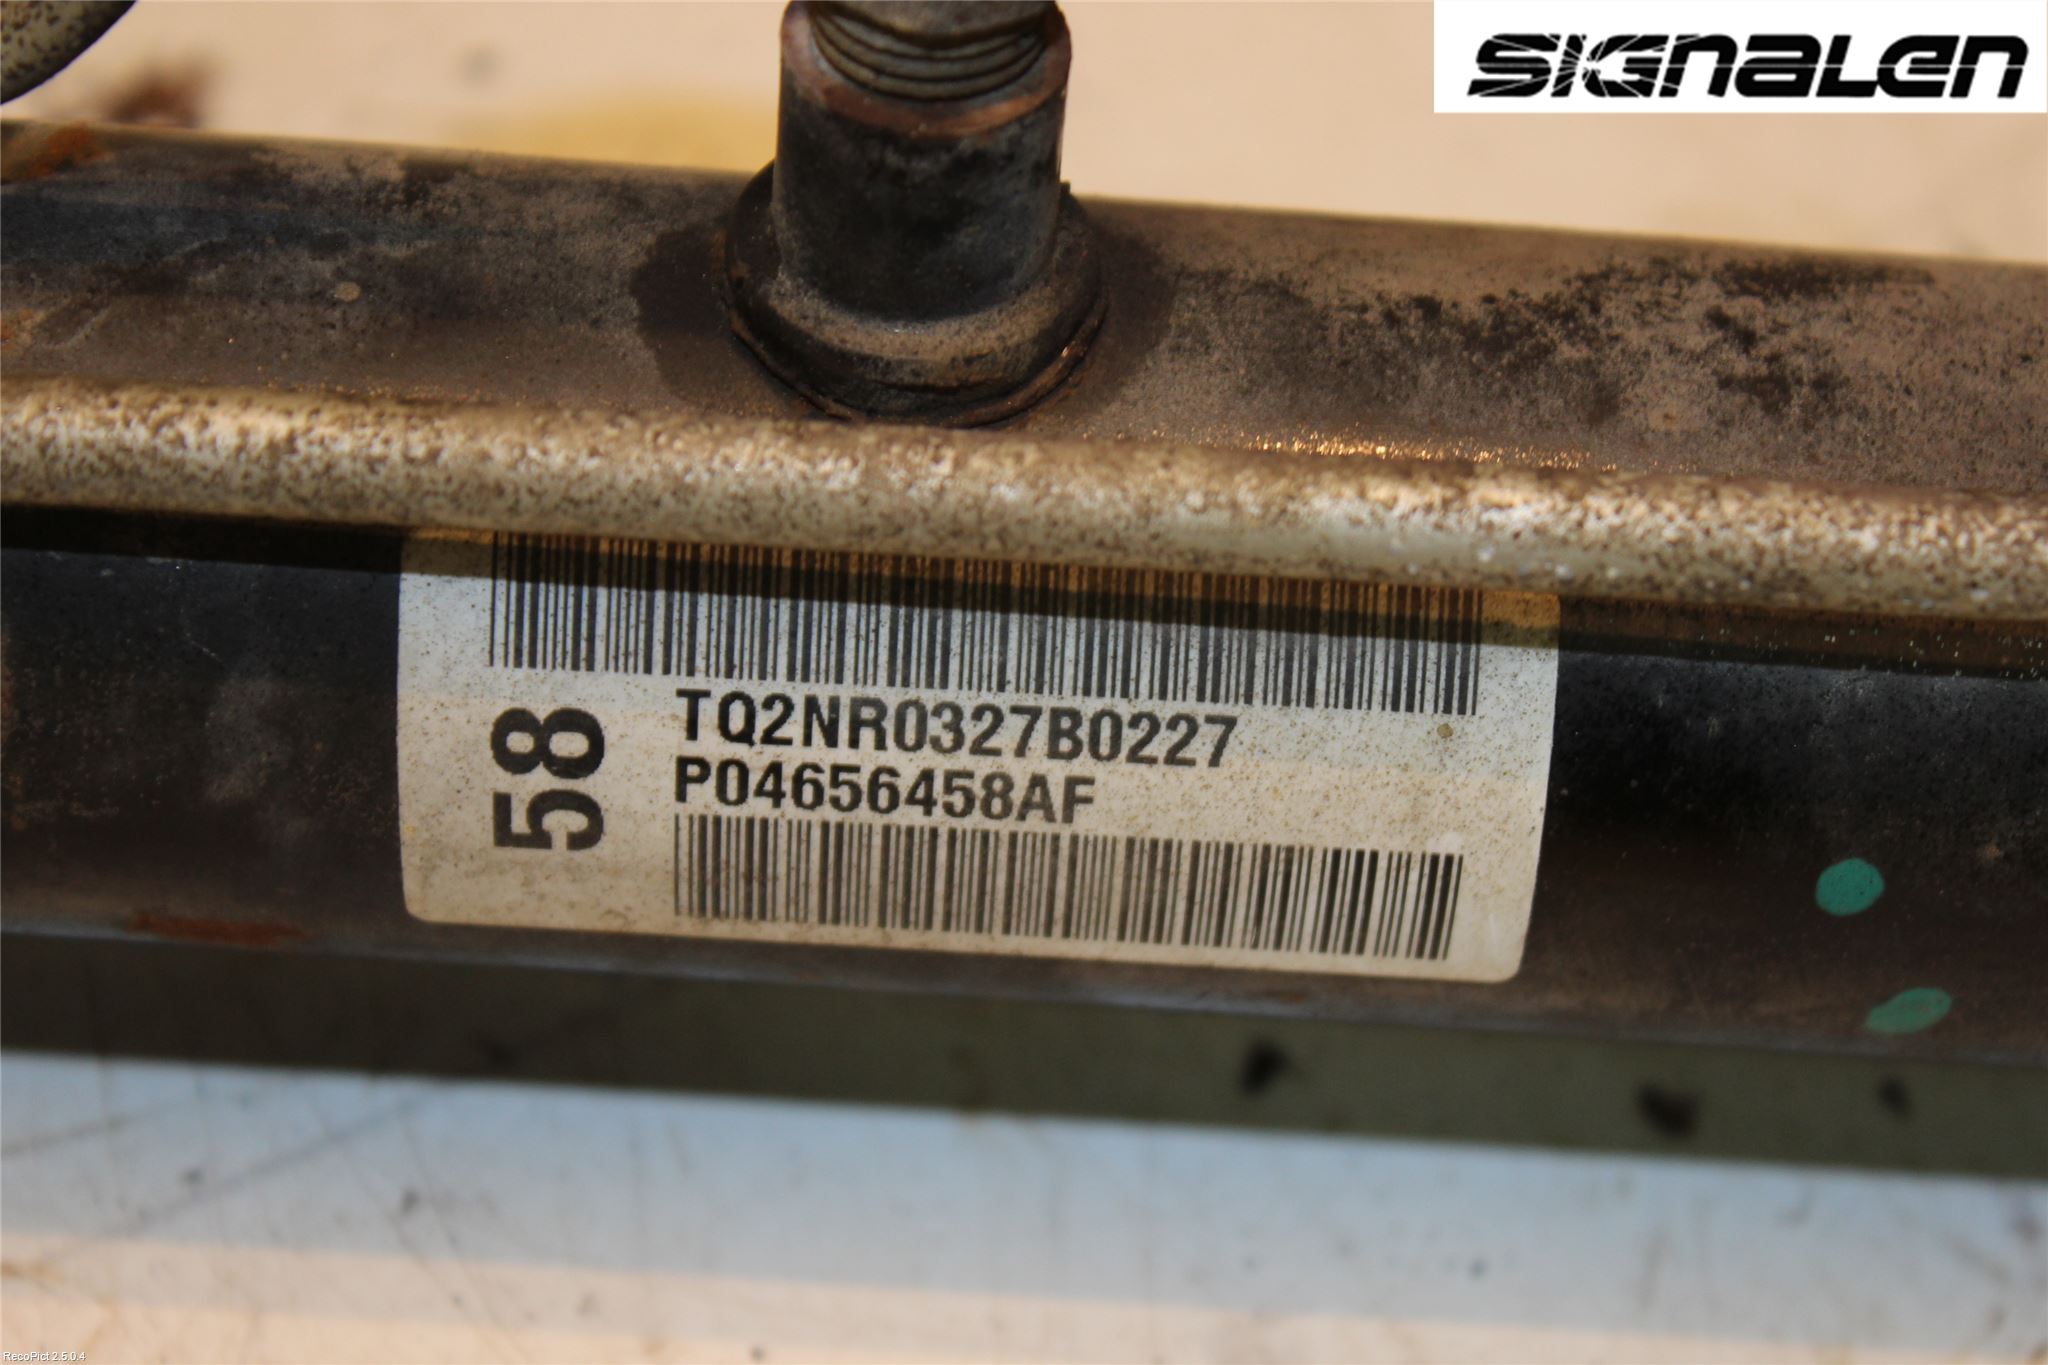 SIGNALEN
TQ2NR0327B0227
P04656458AF
58
RecoPict 2.5.0.4